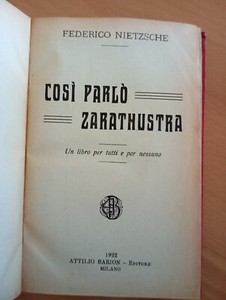 FEDERICO NIETZSCHE
COSÌ PARLÒ
ZARATHUSTRA
Un libro per tutti e per nessuno
1922
ATTILIO BARION - EDITORE
MILANO